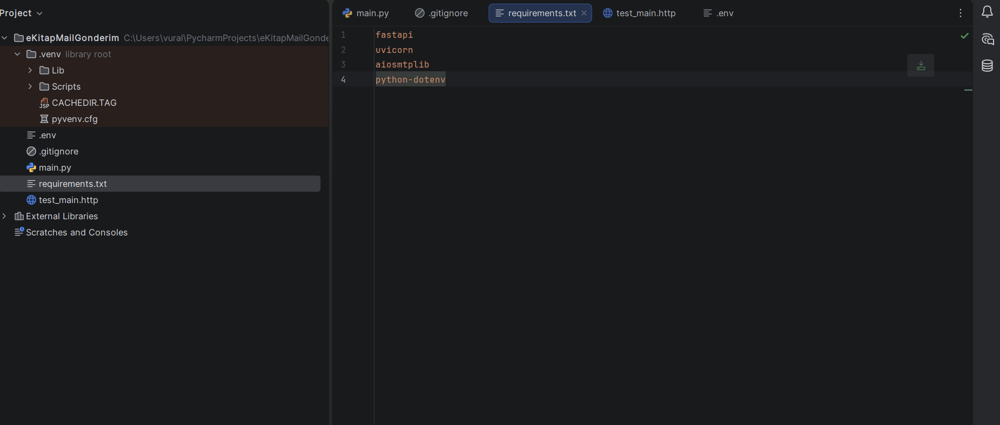 Project
eKitapMailGonderim C:\Users\vural\PycharmProjects\eKitapMailGonde
.venv library root
Lib
Scripts
JSP CACHEDIR.TAG
pyvenv.cfg
.env
.gitignore
main.py
requirements.txt
test_main.http
External Libraries
Scratches and Consoles
main.py .gitignore requirements.txt test_main.http .env
1 fastapi
2 uvicorn
3 aiosmtplib
4 python-dotenv